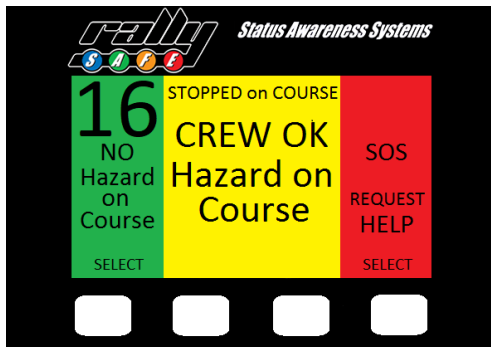 rally
SAFE
Status Awareness Systems
16
NO
Hazard
on
Course
SELECT
STOPPED on COURSE
CREW OK
Hazard on
Course
SOS
REQUEST
HELP
SELECT